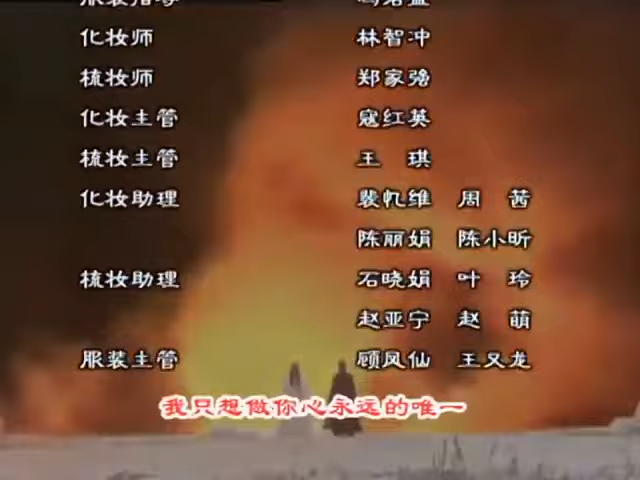 化妆师 林智冲
梳妆师 郑家强
化妆主管 寇红英
梳妆主管 王 琪
化妆助理 裴帆维 周 茜
陈丽娟 陈小昕
梳妆助理 石晓娟 叶 玲
赵亚宁 赵 萌
服装主管 顾凤仙 王又龙
我只想做你心永远的唯一